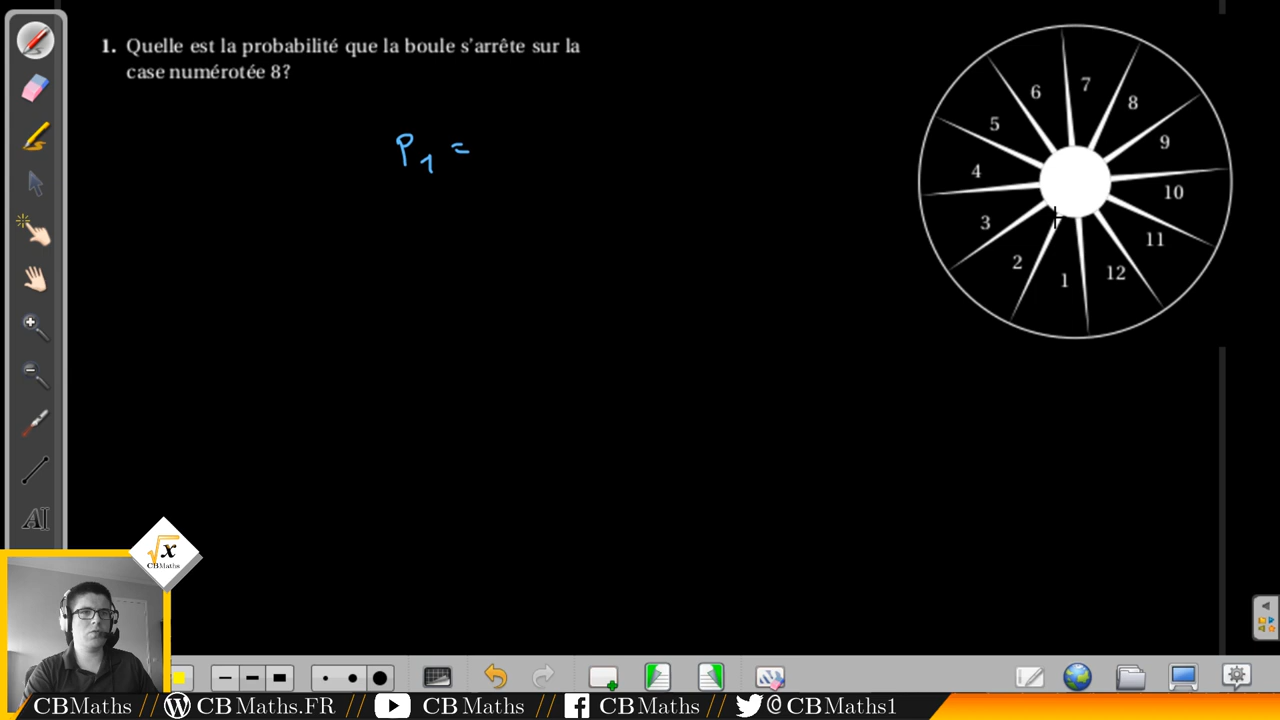 1. Quelle est la probabilité que la boule s'arrête sur la
case numérotée 8?
P1 =
7
6
8
5
9
4
10
3
11
2
1
12
AI
√x
CBMaths
CBMaths // CBMaths.FR // CBMaths // CBMaths // @CBMaths1